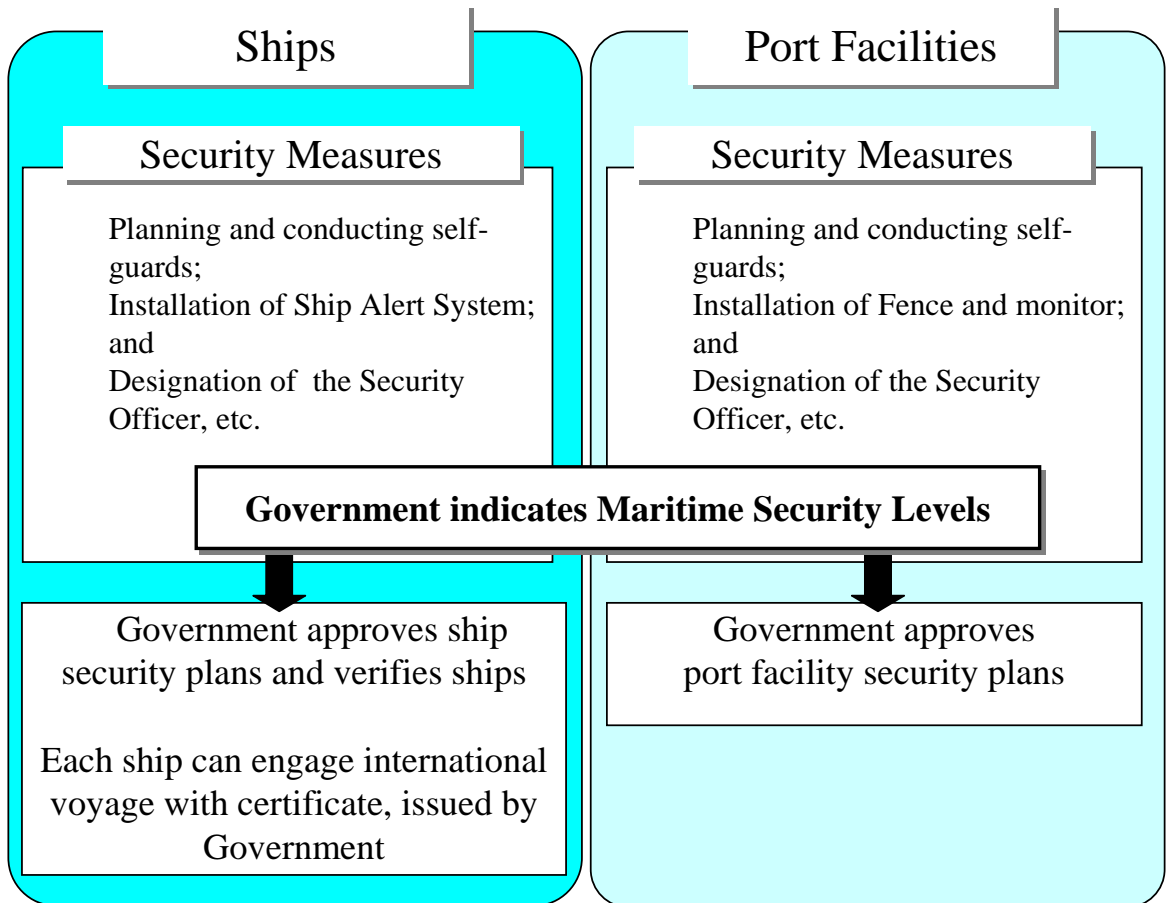 Ships
Security Measures
Planning and conducting self-
guards;
Installation of Ship Alert System;
and
Designation of the Security
Officer, etc.
Port Facilities
Security Measures
Planning and conducting self-
guards;
Installation of Fence and monitor;
and
Designation of the Security
Officer, etc.
Government indicates Maritime Security Levels
Government approves ship
security plans and verifies ships
Each ship can engage international
voyage with certificate, issued by
Government
Government approves
port facility security plans